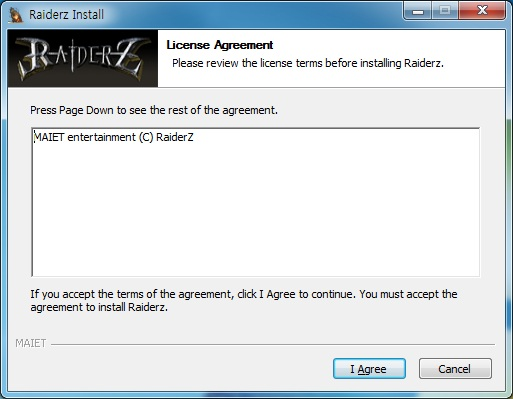 Raiderz Install
RAIDERZ
License Agreement
Please review the license terms before installing Raiderz.
Press Page Down to see the rest of the agreement.
MAIET entertainment (C) RaiderZ
If you accept the terms of the agreement, click I Agree to continue. You must accept the
agreement to install Raiderz.
MAIET
I Agree
Cancel